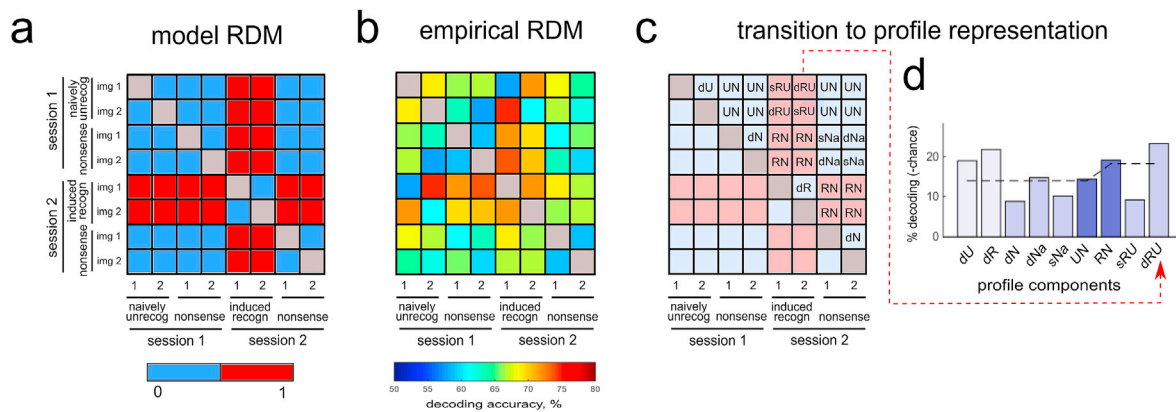 a
model RDM
session 1
naively
unrecog
nonsense
img 1
img 2
img 1
img 2
session 2
induced
recogn
nonsense
img 1
img 2
img 1
img 2
1 2 1 2 1 2 1 2
naively
unrecog
nonsense
induced
recogn
nonsense
session 1
session 2
0
1
b
empirical RDM
1 2 1 2 1 2 1 2
naively
unrecog
nonsense
induced
recogn
nonsense
session 1
session 2
50 55 60 65 70 75 80
decoding accuracy, %
c
transition to profile representation
dU UN UN sRU dRU UN UN
UN UN dRU sRU UN UN
dN RN RN sNa dNa
RN RN dNa sNa
dR RN RN
RN RN
dN
1 2 1 2 1 2 1 2
naively
unrecog
nonsense
induced
recogn
nonsense
session 1
session 2
d
% decoding (-chance)
20
10
0
dU dR dN dNa sNa UN RN sRU dRU
profile components